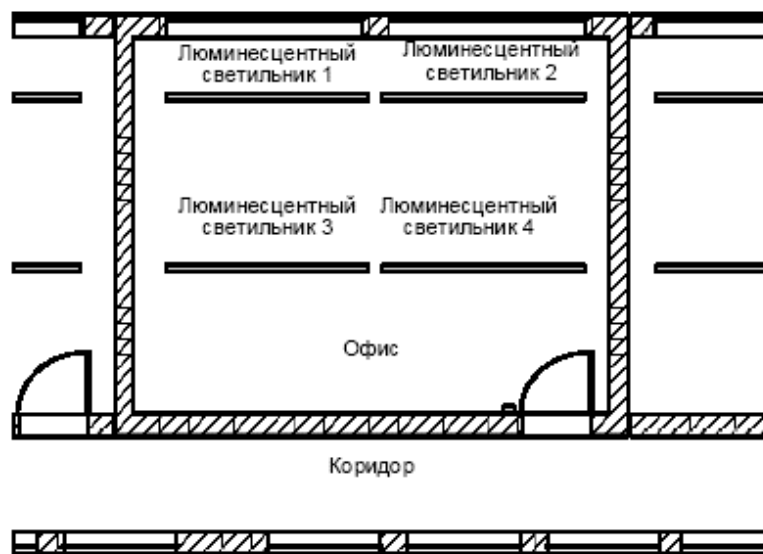 Люминесцентный
светильник 1
Люминесцентный
светильник 2
Люминесцентный
светильник 3
Люминесцентный
светильник 4
Офис
Коридор